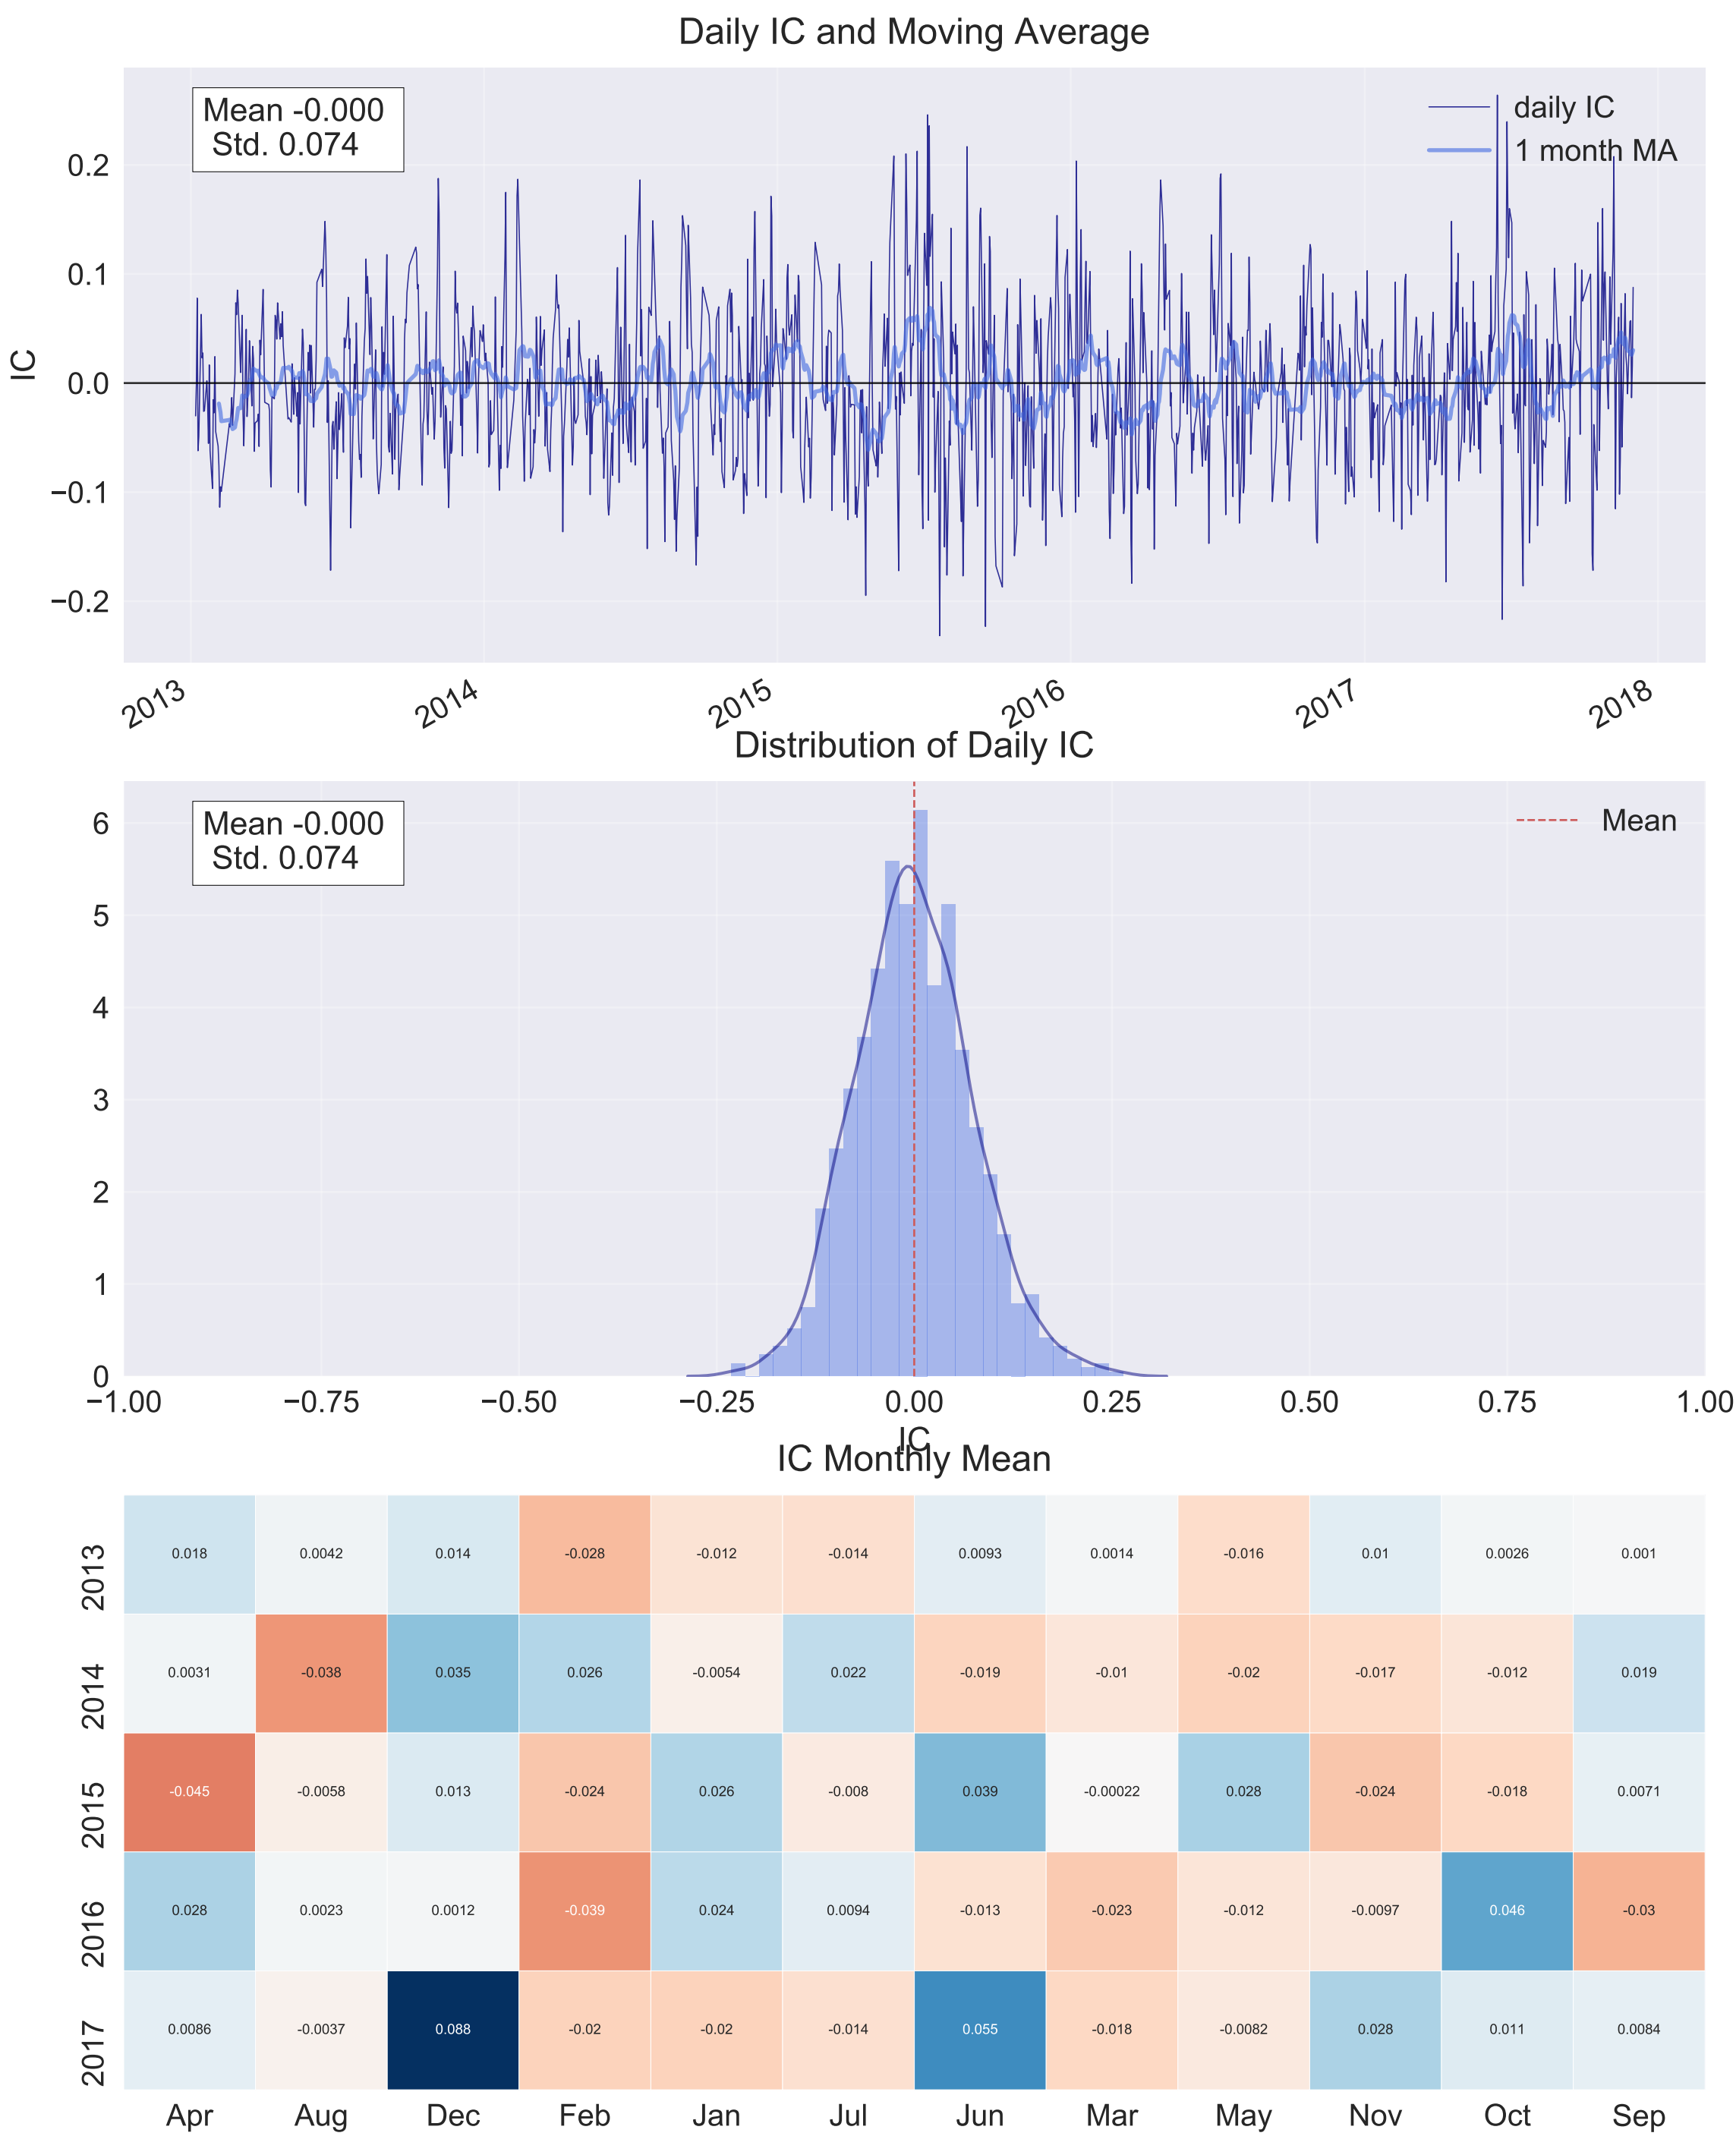 Daily IC and Moving Average
Mean -0.000
Std. 0.074
daily IC
1 month MA
IC
0.2
0.1
0.0
−0.1
−0.2
2013 2014 2015 2016 2017 2018
Distribution of Daily IC
Mean -0.000
Std. 0.074
Mean
6
5
4
3
2
1
0
−1.00 −0.75 −0.50 −0.25 0.00 0.25 0.50 0.75 1.00
IC
IC Monthly Mean
2013 0.018 0.0042 0.014 -0.028 -0.012 -0.014 0.0093 0.0014 -0.016 0.01 0.0026 0.001
2014 0.0031 -0.038 0.035 0.026 -0.0054 0.022 -0.019 -0.01 -0.02 -0.017 -0.012 0.019
2015 -0.045 -0.0058 0.013 -0.024 0.026 -0.008 0.039 -0.00022 0.028 -0.024 -0.018 0.0071
2016 0.028 0.0023 0.0012 -0.039 0.024 0.0094 -0.013 -0.023 -0.012 -0.0097 0.046 -0.03
2017 0.0086 -0.0037 0.088 -0.02 -0.02 -0.014 0.055 -0.018 -0.0082 0.028 0.011 0.0084
Apr Aug Dec Feb Jan Jul Jun Mar May Nov Oct Sep